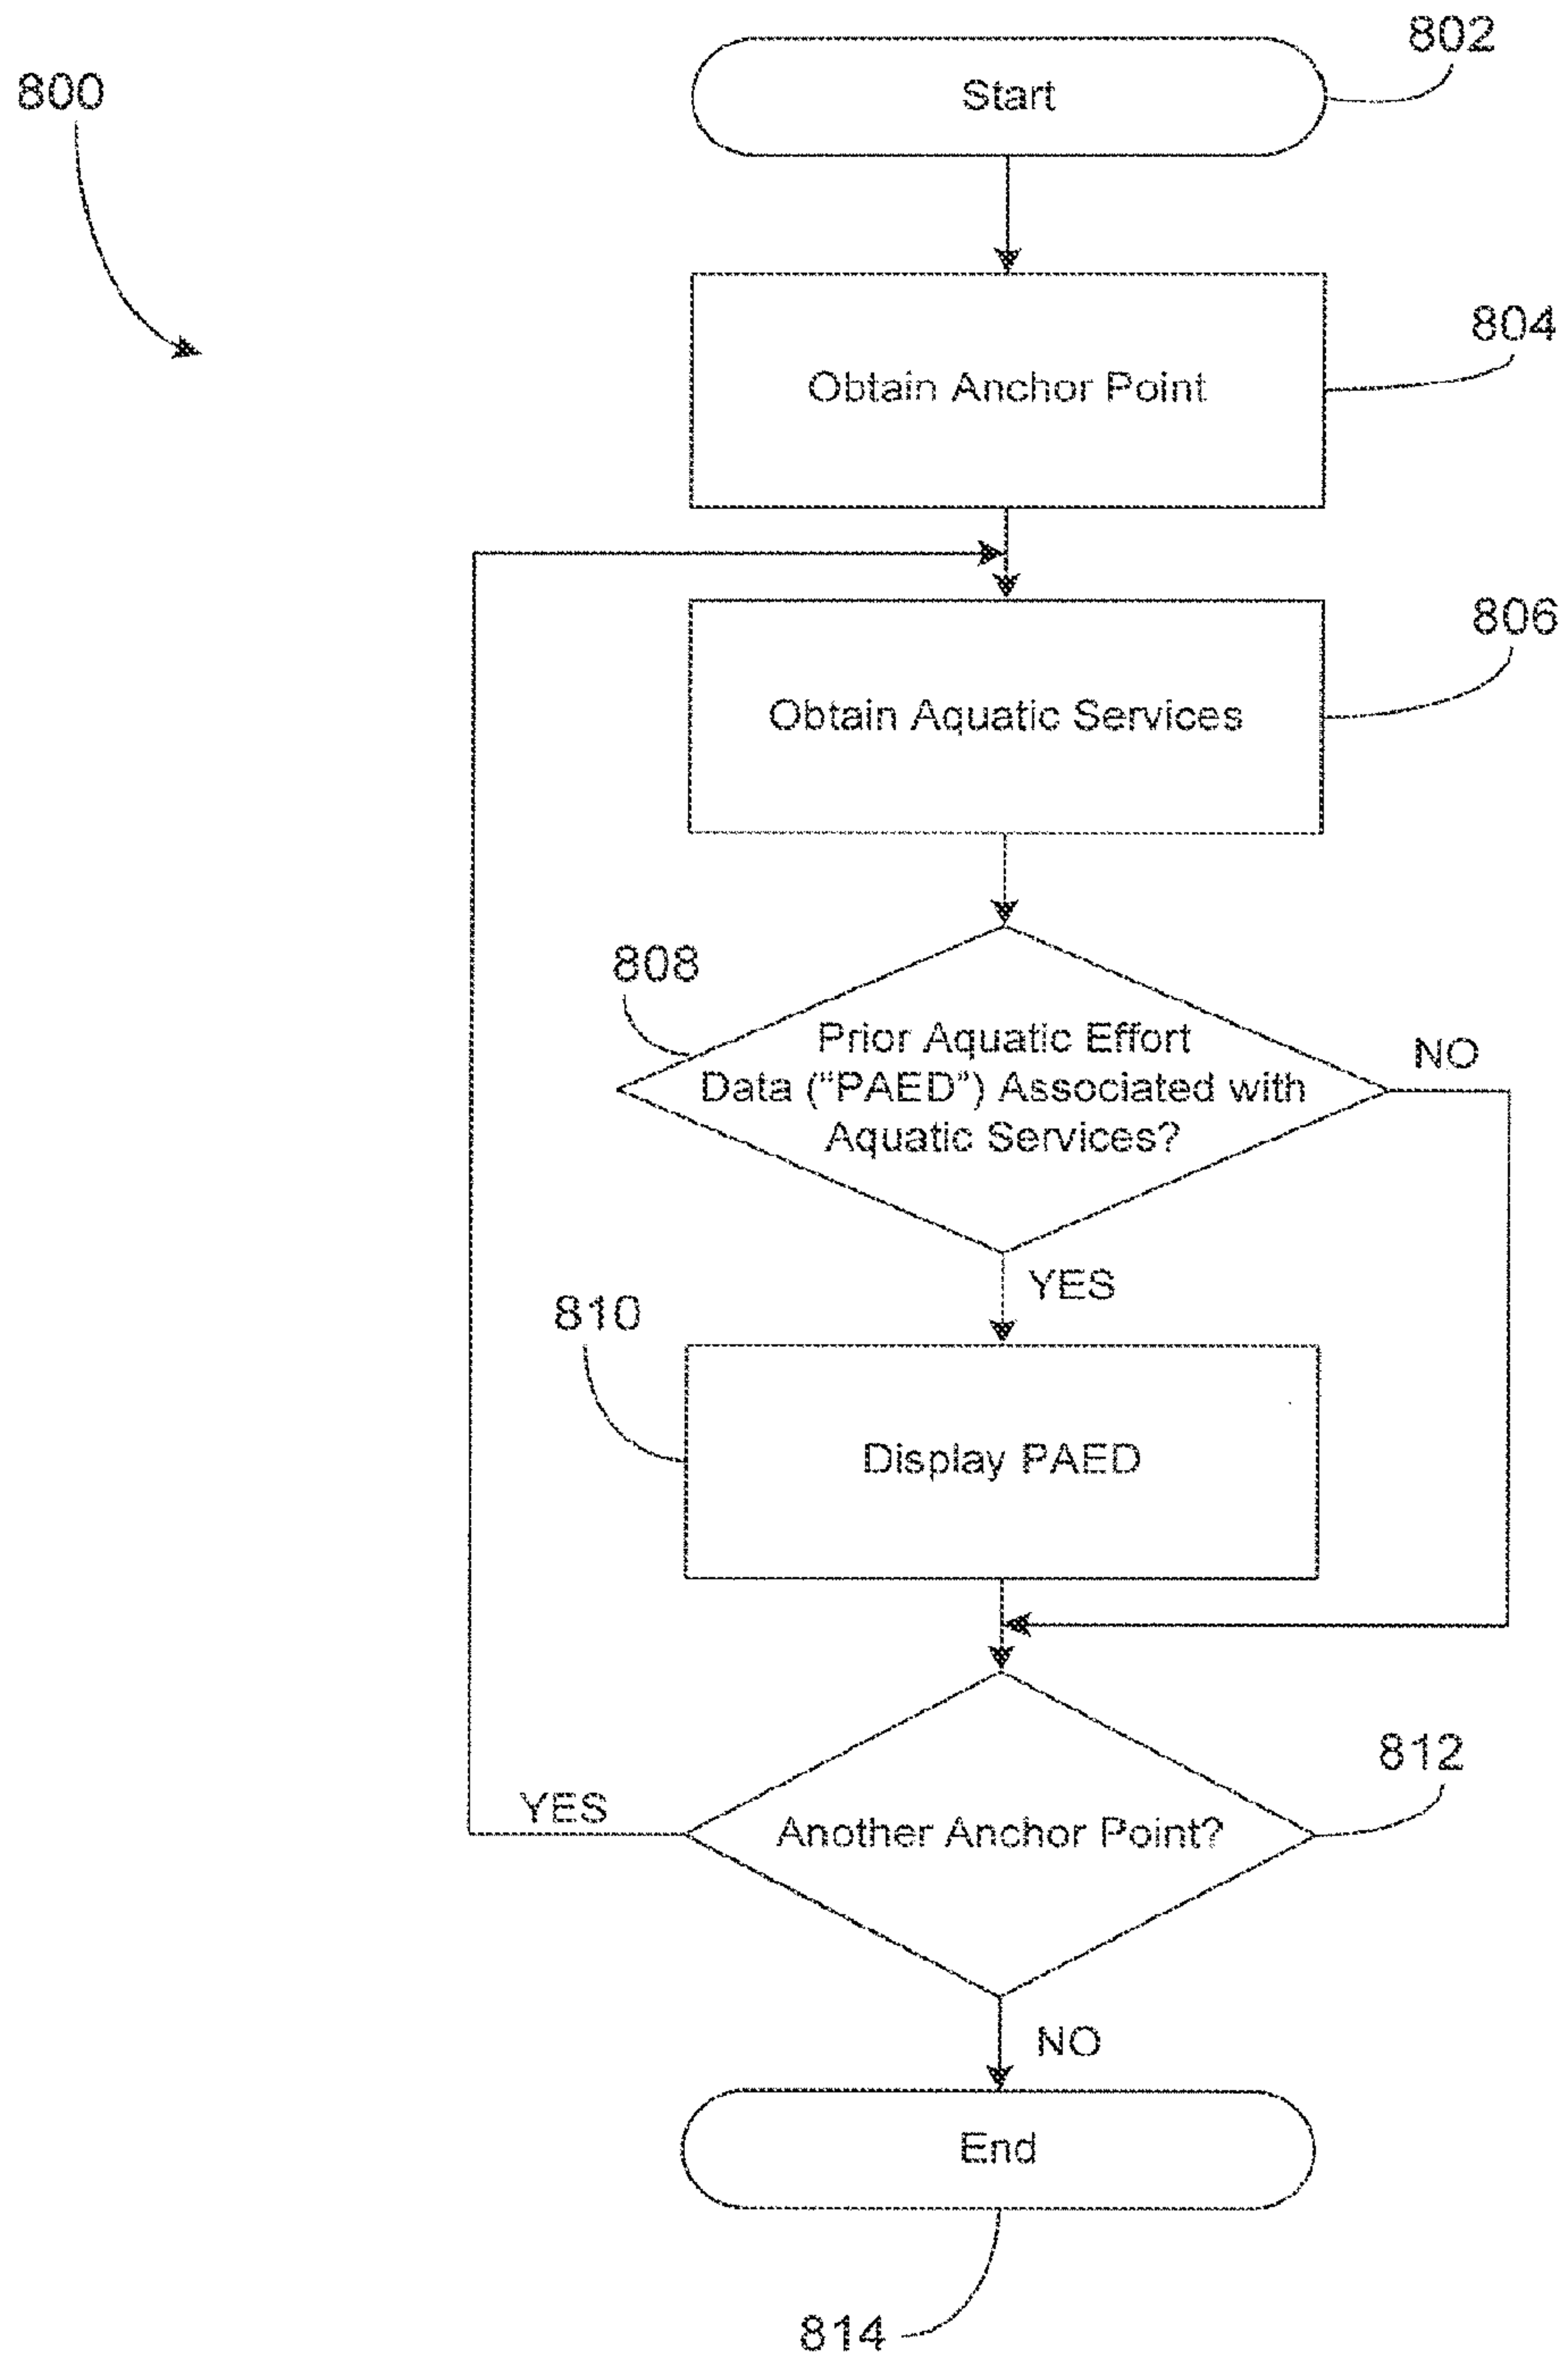 802
800
Start
804
Obtain Anchor Point
806
Obtain Aquatic Services
808
Prior Aquatic Effort
Data (“PAED”) Associated with
Aquatic Services?
NO
YES
810
Display PAED
812
YES
Another Anchor Point?
NO
End
814